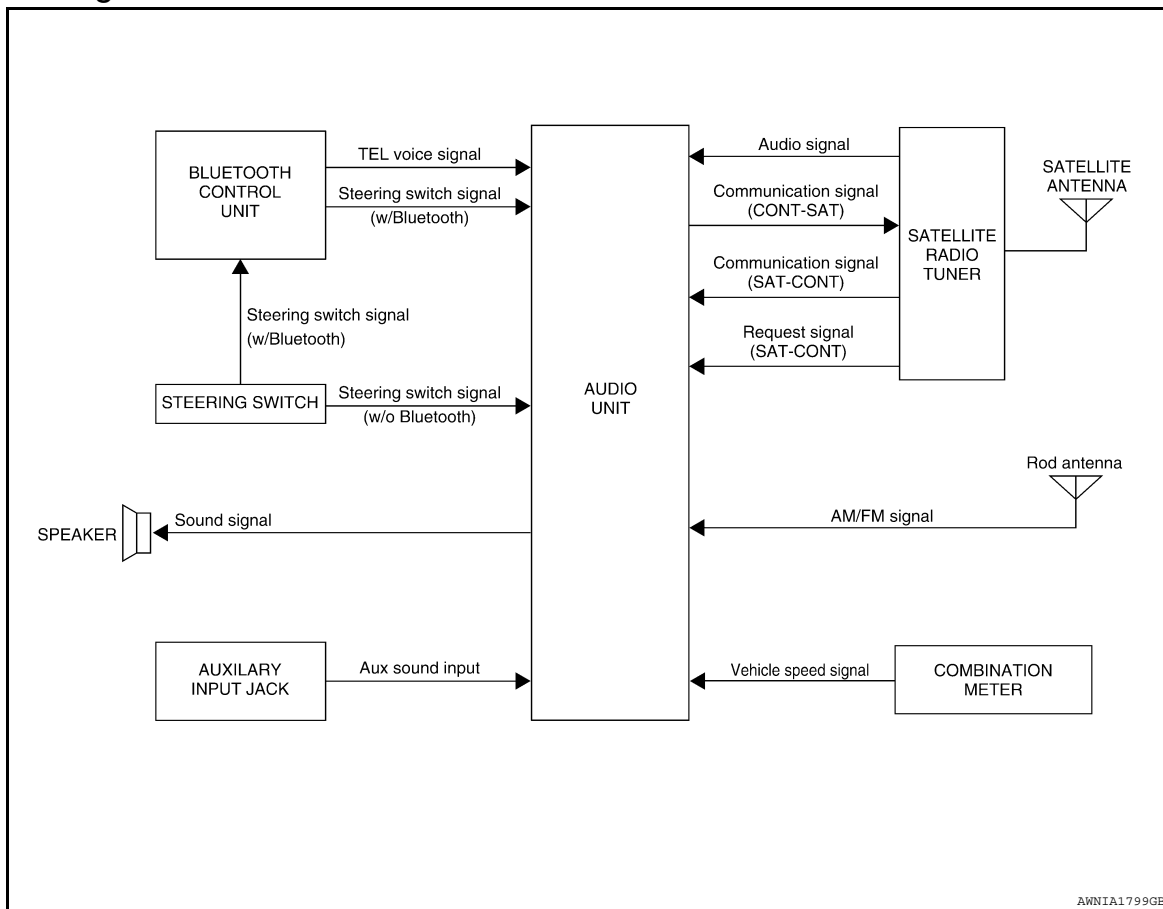 BLUETOOTH
CONTROL
UNIT
TEL voice signal
Steering switch signal
(w/Bluetooth)
Steering switch signal
(w/Bluetooth)
STEERING SWITCH
Steering switch signal
(w/o Bluetooth)
SPEAKER
Sound signal
AUXILARY
INPUT JACK
Aux sound input
AUDIO
UNIT
Audio signal
Communication signal
(CONT-SAT)
Communication signal
(SAT-CONT)
Request signal
(SAT-CONT)
SATELLITE
RADIO
TUNER
SATELLITE
ANTENNA
Rod antenna
AM/FM signal
Vehicle speed signal
COMBINATION
METER